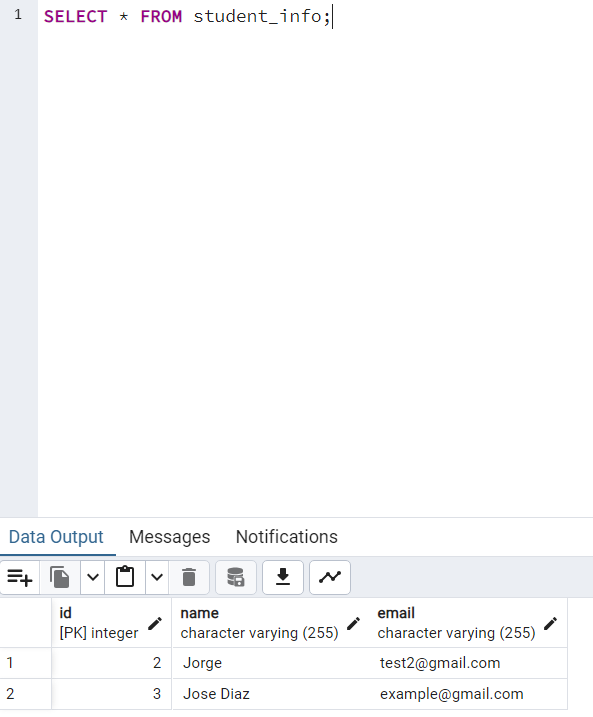 1 SELECT * FROM student_info;
Data Output Messages Notifications
id name email
[PK] integer character varying (255) character varying (255)
1 2 Jorge test2@gmail.com
2 3 Jose Diaz example@gmail.com